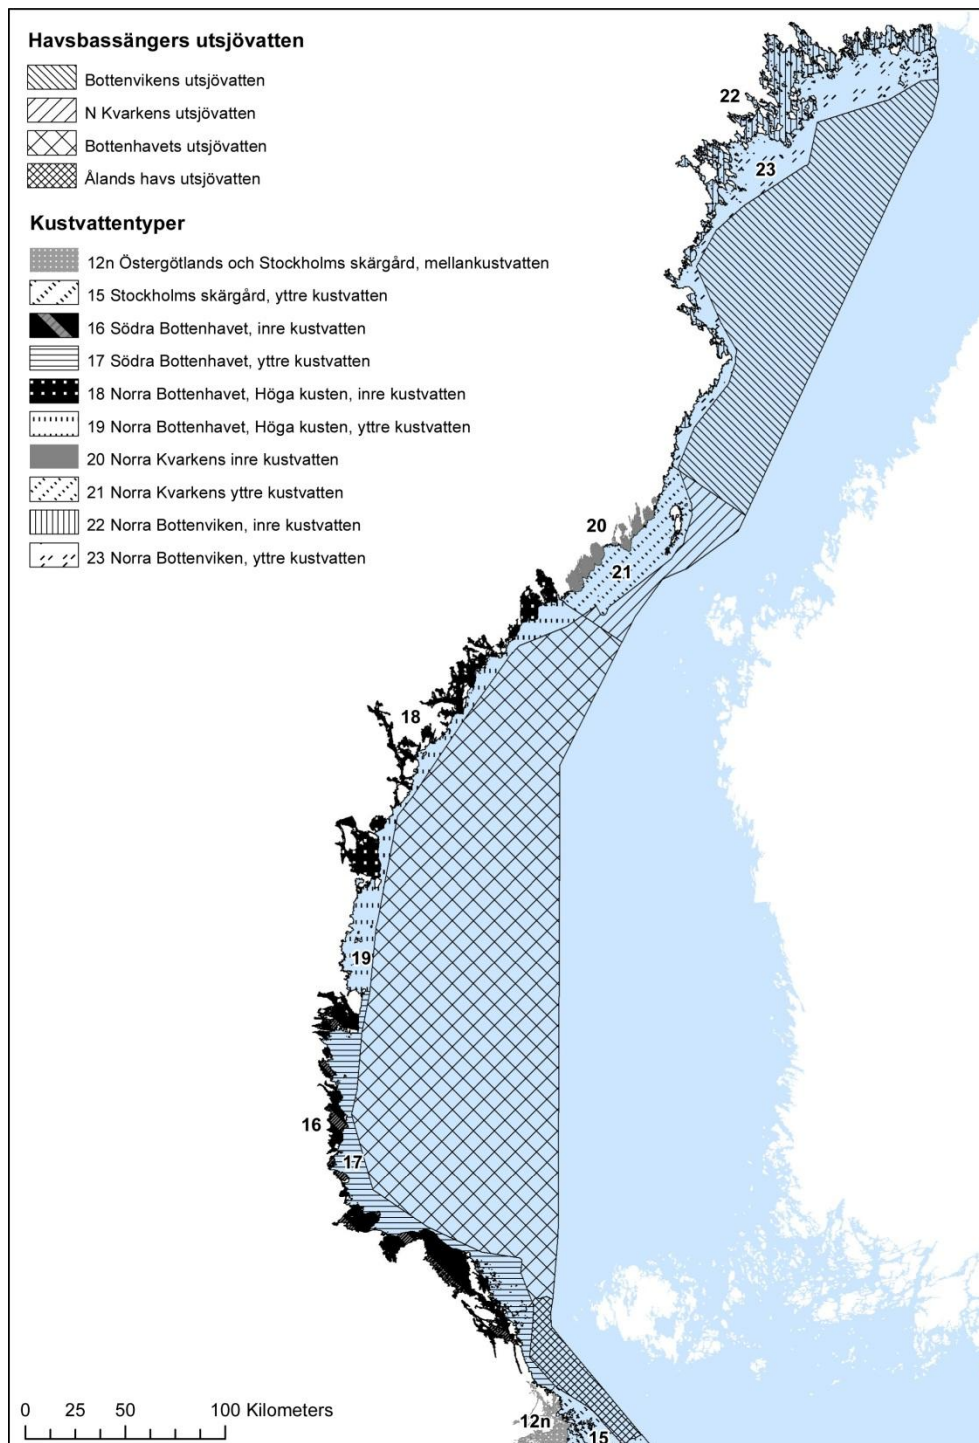 Havsbassängers utsjövatten
Bottenvikens utsjövatten
N Kvarkens utsjövatten
Bottenhavets utsjövatten
Ålands havs utsjövatten
Kustvattentyper
12n Östergötlands och Stockholms skärgård, mellankustvatten
15 Stockholms skärgård, yttre kustvatten
16 Södra Bottenhavet, inre kustvatten
17 Södra Bottenhavet, yttre kustvatten
18 Norra Bottenhavet, Höga kusten, inre kustvatten
19 Norra Bottenhavet, Höga kusten, yttre kustvatten
20 Norra Kvarkens inre kustvatten
21 Norra Kvarkens yttre kustvatten
22 Norra Bottenviken, inre kustvatten
23 Norra Bottenviken, yttre kustvatten
22
23
20
21
18
19
16
17
12n
15
0 25 50 100 Kilometers